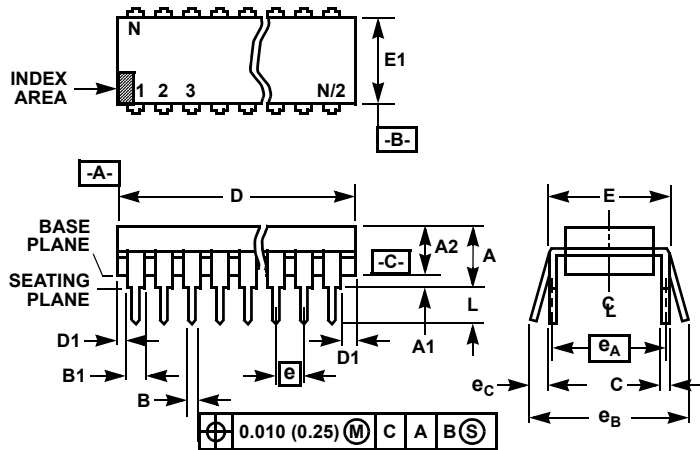 N
E1
INDEX
AREA
1 2 3 N/2
-B-
-A-
D
E
BASE
PLANE
A2
A
-C-
SEATING
PLANE
L
C L
D1
A1
D1
eA
B1
e
eC
C
B
eB
0.010 (0.25) M C A B S